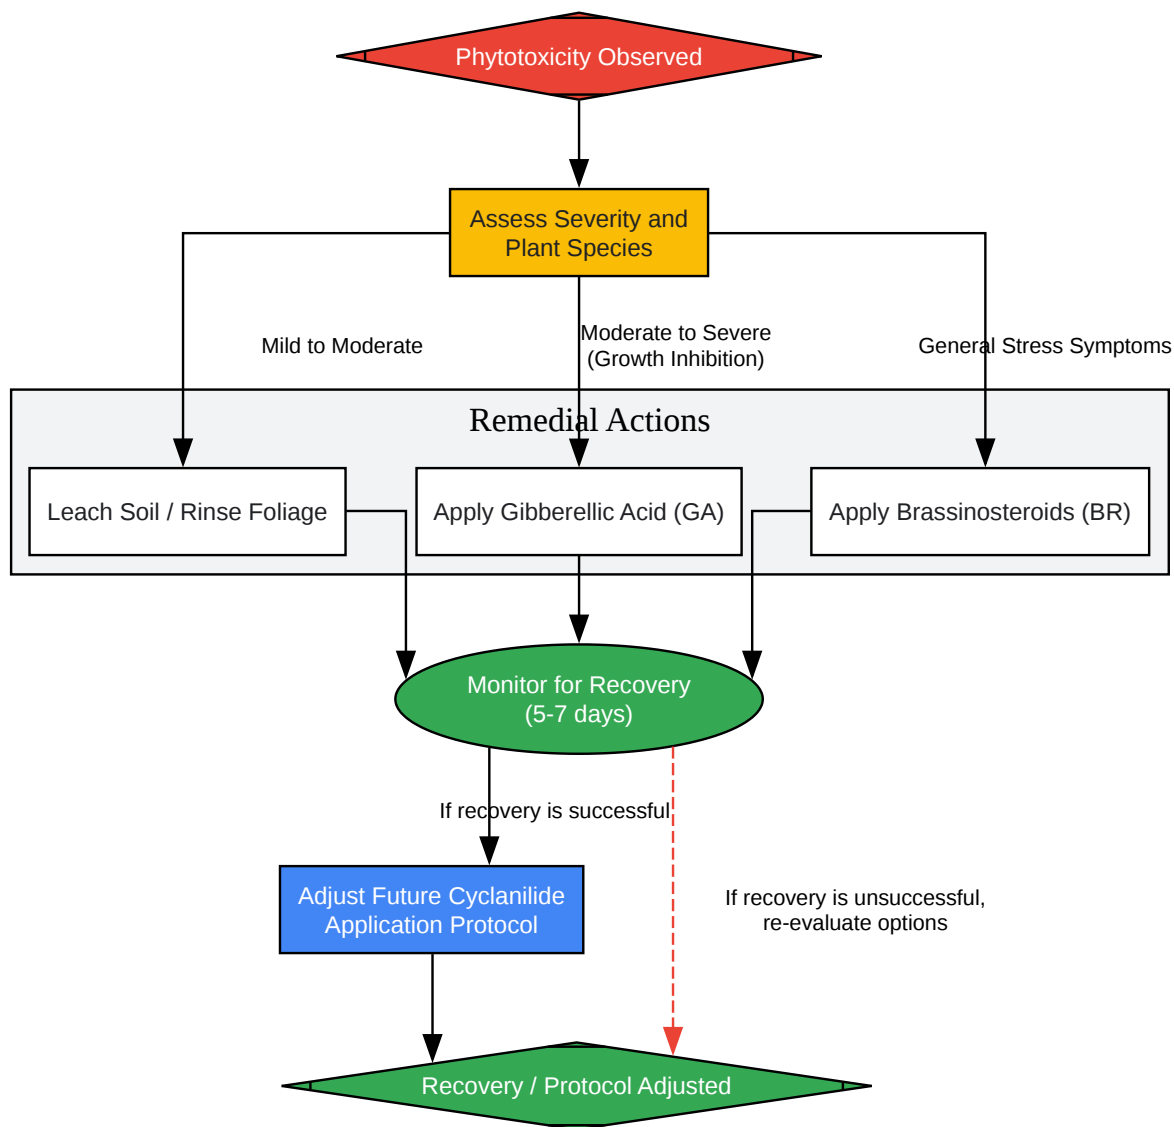 Phytotoxicity Observed
Assess Severity and
Plant Species
Mild to Moderate
Moderate to Severe
(Growth Inhibition)
General Stress Symptoms
Remedial Actions
Leach Soil / Rinse Foliage
Apply Gibberellic Acid (GA)
Apply Brassinosteroids (BR)
Monitor for Recovery
(5-7 days)
If recovery is successful
Adjust Future Cyclanilide
Application Protocol
If recovery is unsuccessful,
re-evaluate options
Recovery / Protocol Adjusted